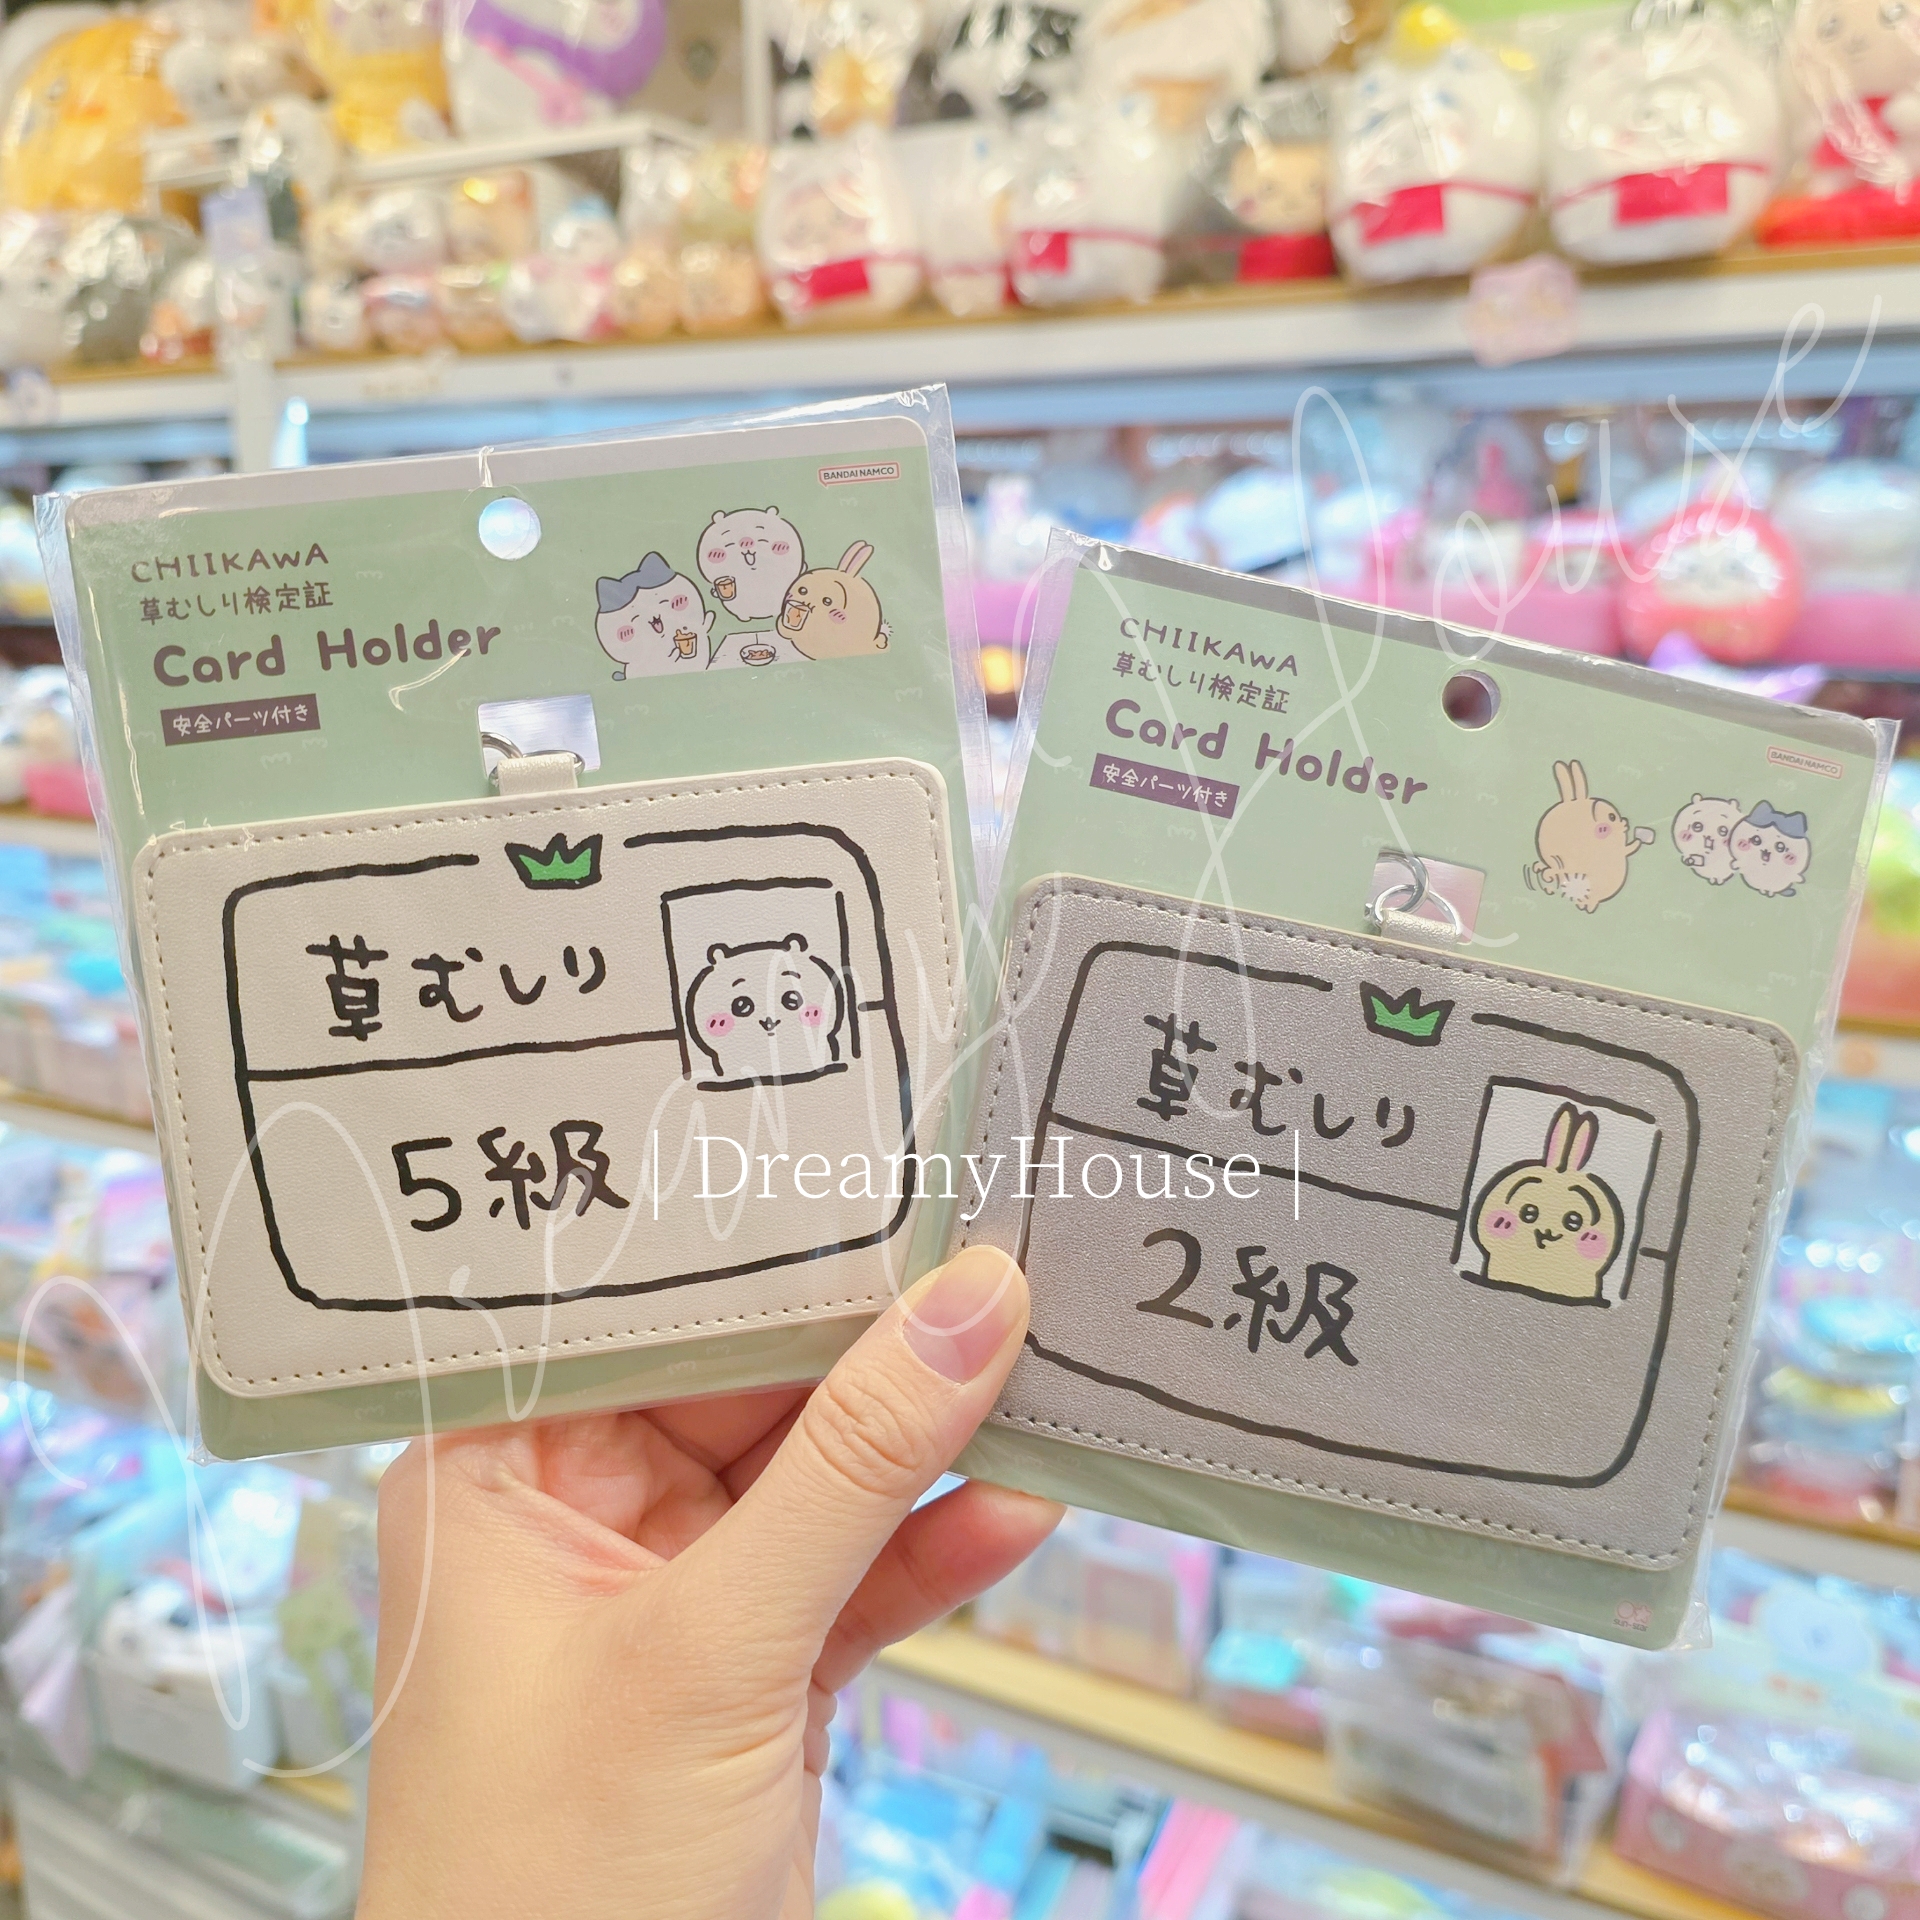 BANDAI NAMCO
CHIIKAWA
草むしり検定証
Card Holder
安全パーツ付き
草むしり
5級
BANDAI NAMCO
CHIIKAWA
草むしり検定証
Card Holder
安全パーツ付き
草むしり
2級
| DreamyHouse |
Dreamy House